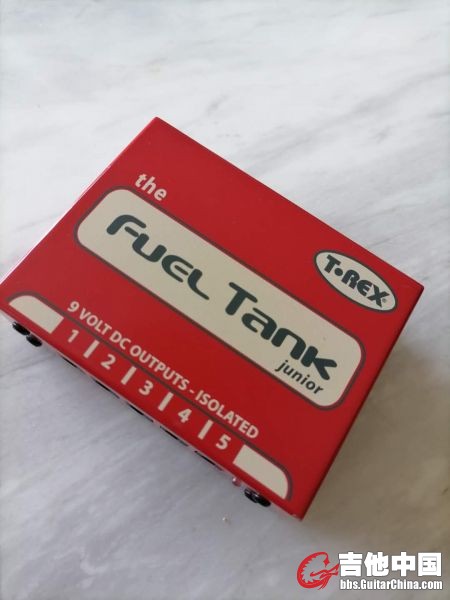 the
Fuel Tank
junior
T-REX
9 VOLT DC OUTPUTS - ISOLATED
1 | 2 | 3 | 4 | 5
吉他中国
bbs.GuitarChina.com